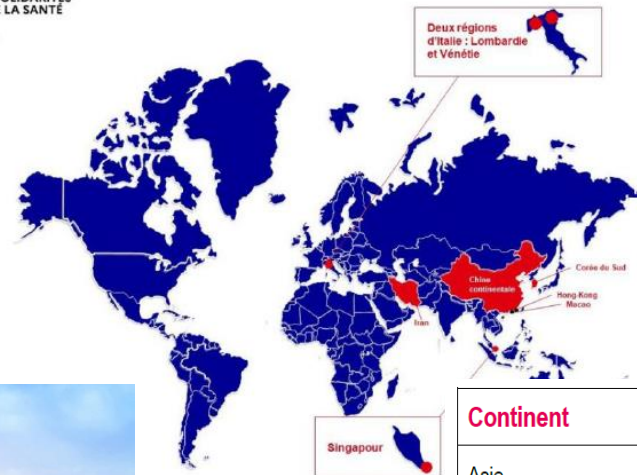 LA SANTÉ
Deux régions
d'Italie : Lombardie
et Vénétie
Chine
continentale
Corée du Sud
Hong-Kong
Macao
Iran
Singapour
Continent
Asie